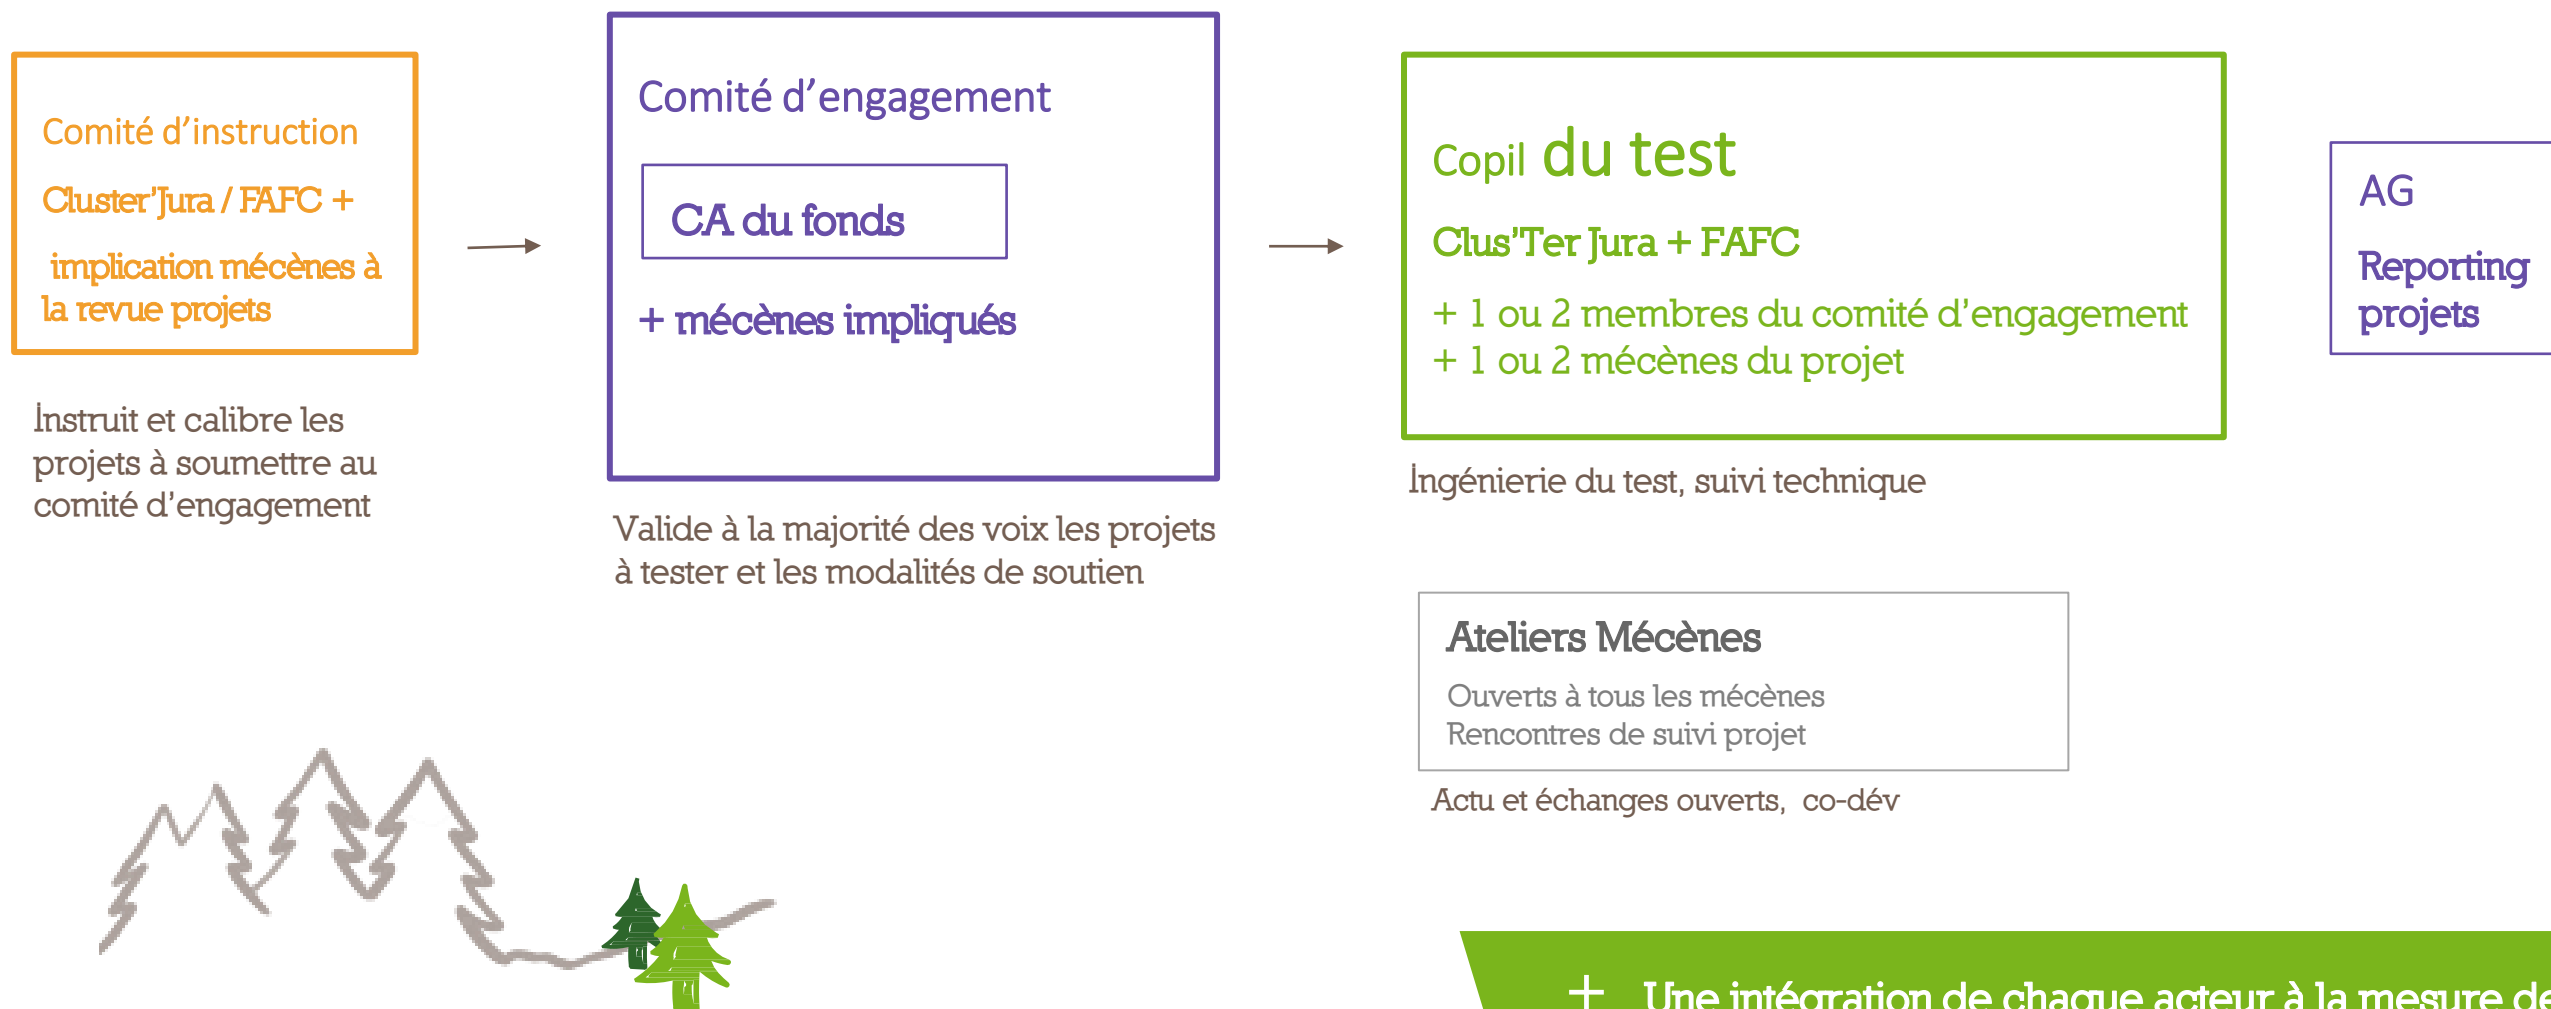 Comité d’instruction
Cluster’Jura / FAFC +
implication mécènes à
la revue projets
Instruit et calibre les
projets à soumettre au
comité d’engagement
Comité d’engagement
CA du fonds
+ mécènes impliqués
Valide à la majorité des voix les projets
à tester et les modalités de soutien
Copil du test
Clus’Ter Jura + FAFC
+ 1 ou 2 membres du comité d’engagement
+ 1 ou 2 mécènes du projet
Ingénierie du test, suivi technique
Ateliers Mécènes
Ouverts à tous les mécènes
Rencontres de suivi projet
Actu et échanges ouverts, co-dév
AG
Reporting
projets
+ Une intégration de chaque acteur à la mesure de